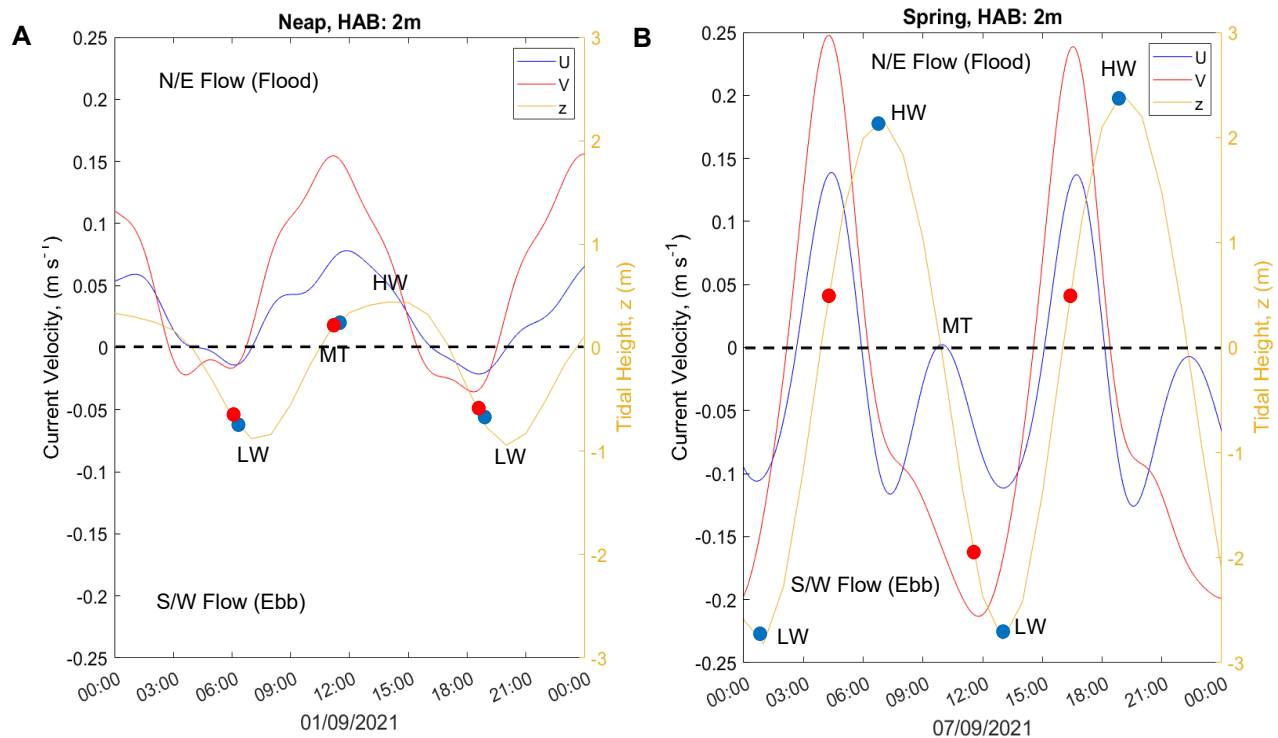 A
Neap, HAB: 2m
0.25
0.2
0.15
0.1
0.05
0
-0.05
-0.1
-0.15
-0.2
-0.25
Current Velocity, (m s⁻¹)
N/E Flow (Flood)
U
V
z
HW
MT
LW
LW
S/W Flow (Ebb)
3
2
1
0
-1
-2
-3
Tidal Height, z (m)
00:00
03:00
06:00
09:00
12:00
15:00
18:00
21:00
00:00
01/09/2021
B
Spring, HAB: 2m
0.25
0.2
0.15
0.1
0.05
0
-0.05
-0.1
-0.15
-0.2
-0.25
Current Velocity, (m s⁻¹)
N/E Flow (Flood)
U
V
z
HW
HW
MT
S/W Flow (Ebb)
LW
LW
3
2
1
0
-1
-2
-3
Tidal Height, z (m)
00:00
03:00
06:00
09:00
12:00
15:00
18:00
21:00
00:00
07/09/2021